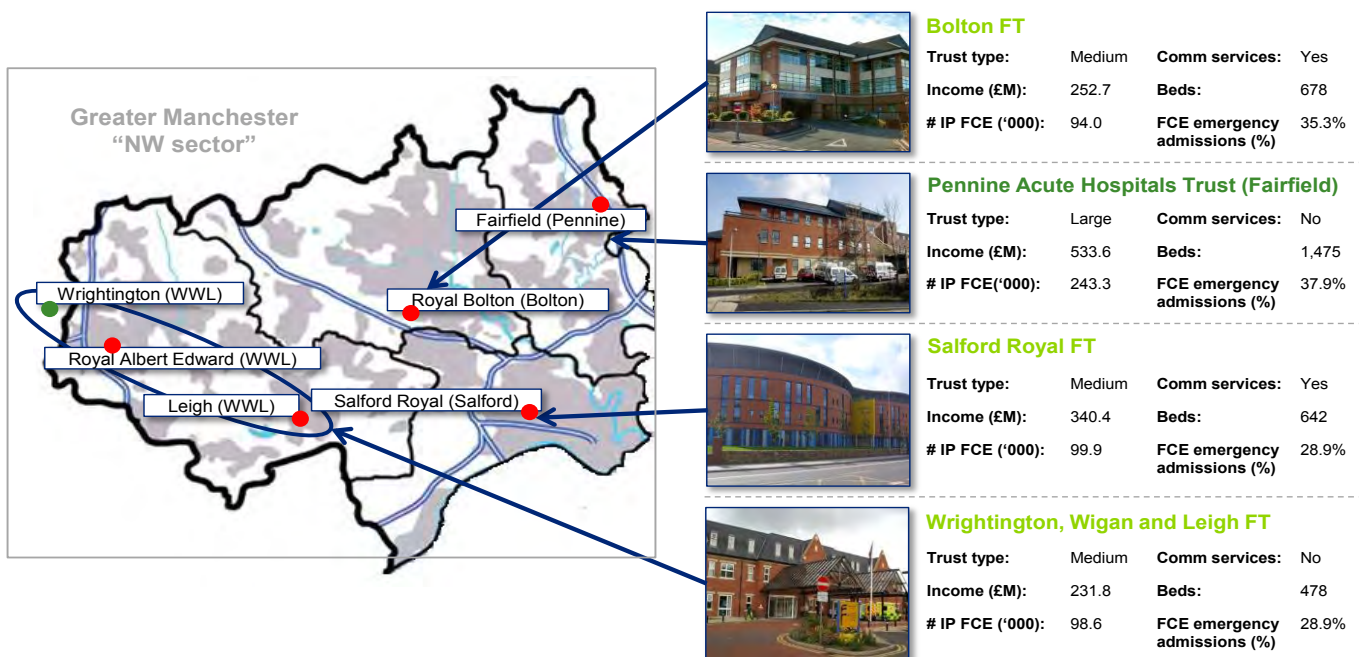 Greater Manchester
“NW sector”
Fairfield (Pennine)
Wrightington (WWL)
Royal Bolton (Bolton)
Royal Albert Edward (WWL)
Leigh (WWL)
Salford Royal (Salford)
Bolton FT
Trust type: Medium Comm services: Yes
Income (£M): 252.7 Beds: 678
# IP FCE (‘000): 94.0 FCE emergency 35.3%
admissions (%)
Pennine Acute Hospitals Trust (Fairfield)
Trust type: Large Comm services: No
Income (£M): 533.6 Beds: 1,475
# IP FCE(‘000): 243.3 FCE emergency 37.9%
admissions (%)
Salford Royal FT
Trust type: Medium Comm services: Yes
Income (£M): 340.4 Beds: 642
# IP FCE (‘000): 99.9 FCE emergency 28.9%
admissions (%)
Wrightington, Wigan and Leigh FT
Trust type: Medium Comm services: No
Income (£M): 231.8 Beds: 478
# IP FCE (‘000): 98.6 FCE emergency 28.9%
admissions (%)